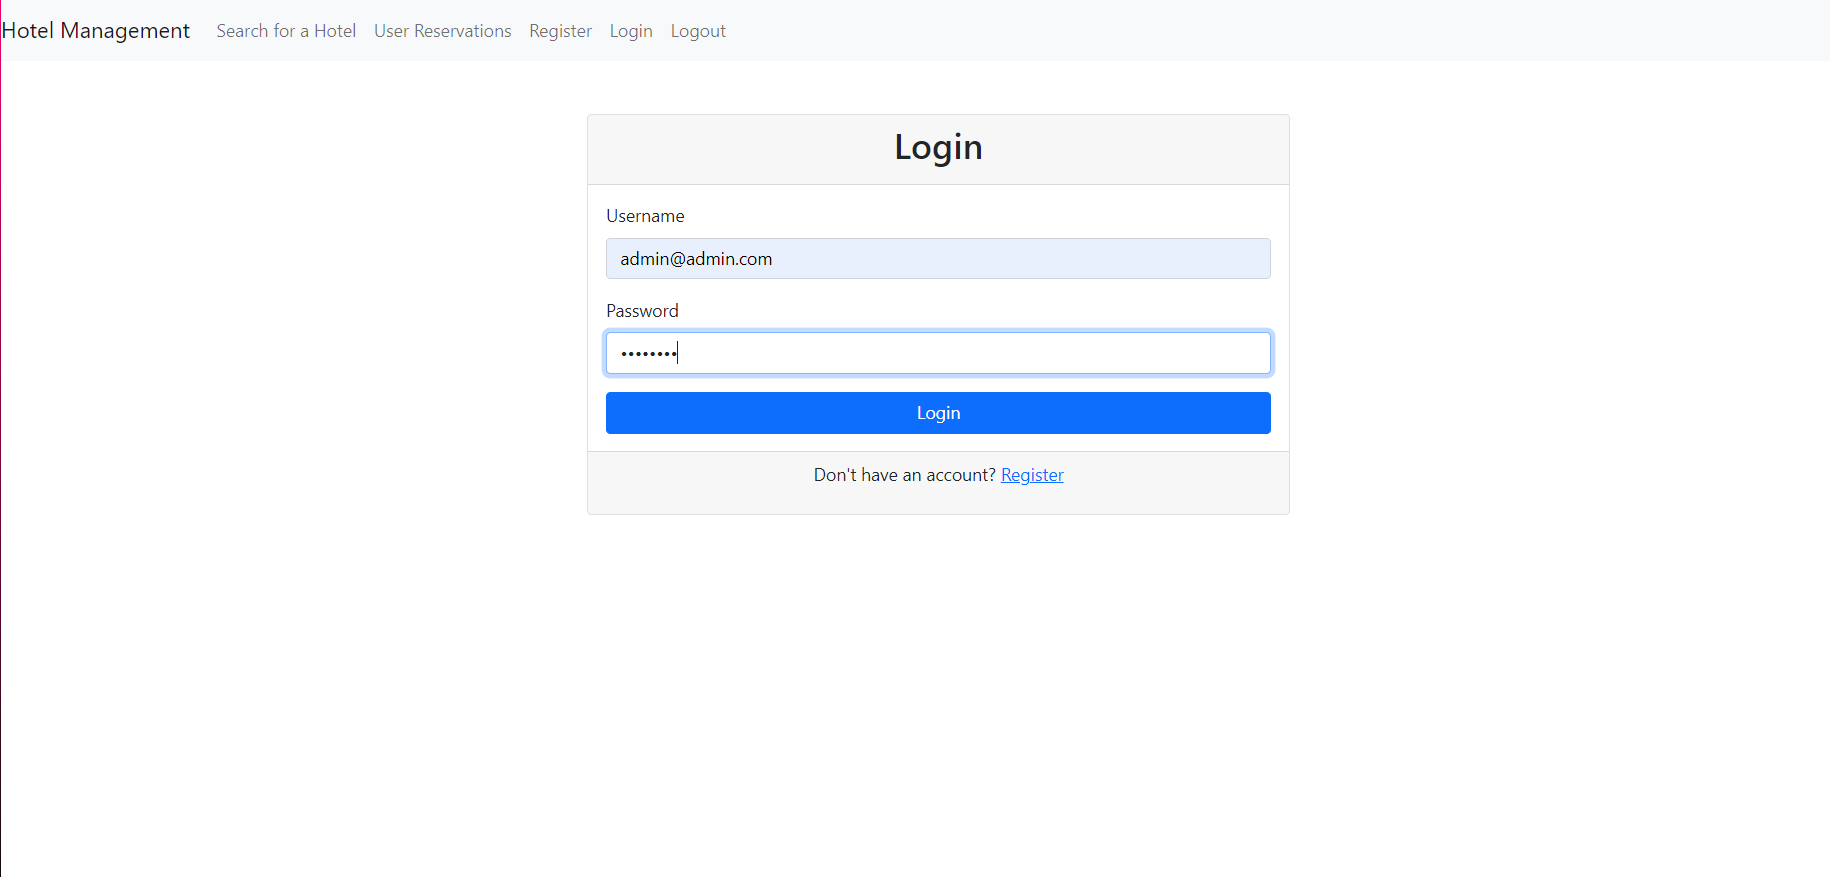 Hotel Management Search for a Hotel User Reservations Register Login Logout
Login
Username
admin@admin.com
Password
••••••••
Login
Don't have an account? Register